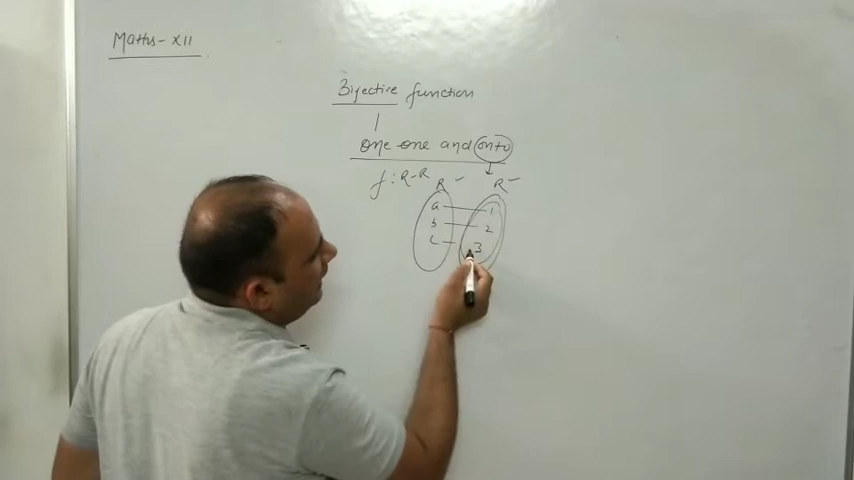 Maths - XII
Bijective function
one one and onto
f: R-R R R
a 1
b 2
c 3